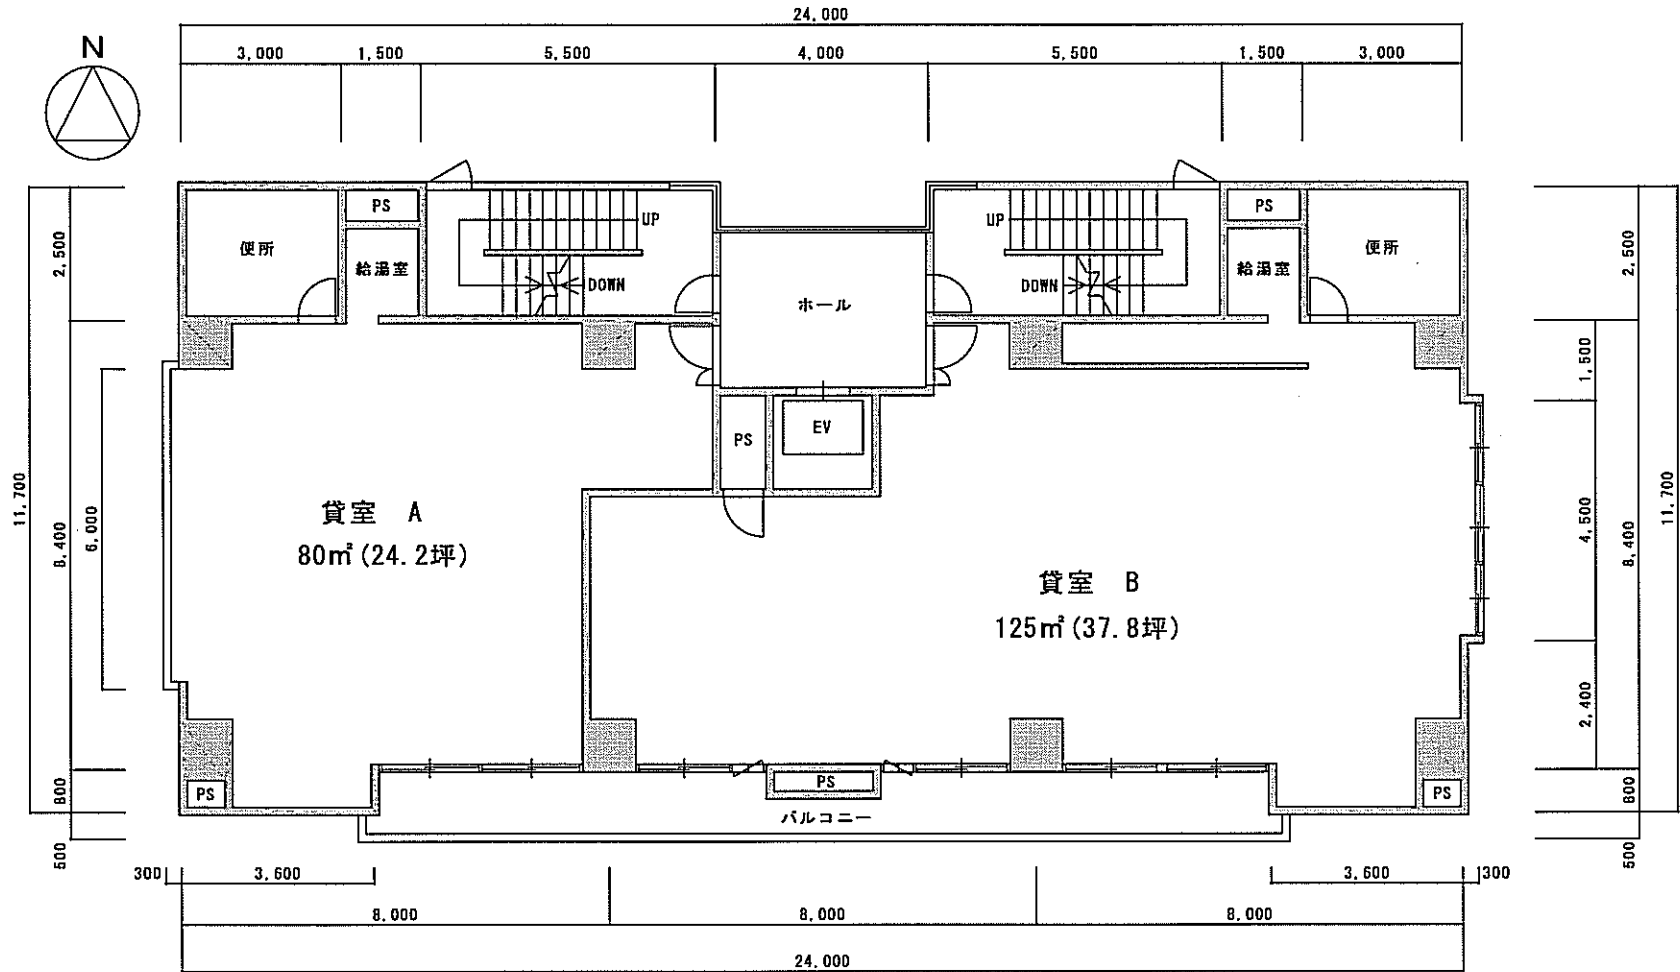 24,000
N
3,000 1,500 5,500 4,000 5,500 1,500 3,000
PS PS
UP UP
便所 便所
2,500 2,500
給湯室 給湯室
DOWN DOWN
ホール
1,500
EV
PS
11,700 11,700
8,400 8,400
6,000
4,500
貸室 A
80㎡(24.2坪)
貸室 B
125㎡(37.8坪)
2,400
PS PS PS
800 800
バルコニー
500 500
300 3,600 3,600 300
8,000 8,000 8,000
24,000